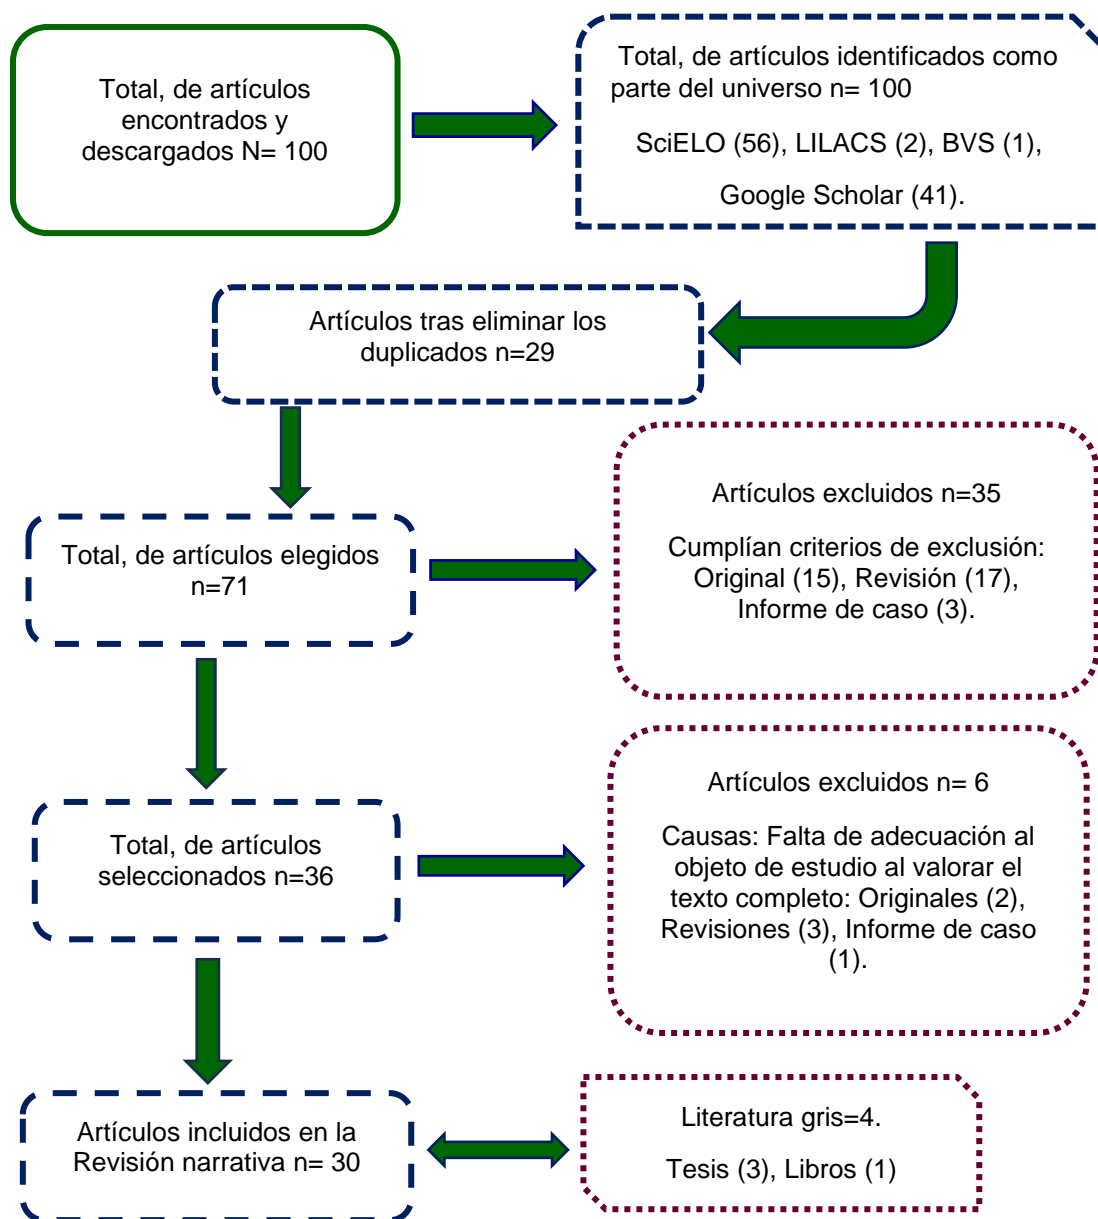 Total, de artículos
encontrados y
descargados N= 100
Total, de artículos identificados como
parte del universo n= 100
SciELO (56), LILACS (2), BVS (1),
Google Scholar (41).
Artículos tras eliminar los
duplicados n=29
Total, de artículos elegidos
n=71
Artículos excluidos n=35
Cumplían criterios de exclusión:
Original (15), Revisión (17),
Informe de caso (3).
Total, de artículos
seleccionados n=36
Artículos excluidos n= 6
Causas: Falta de adecuación al
objeto de estudio al valorar el
texto completo: Originales (2),
Revisiones (3), Informe de caso
(1).
Artículos incluidos en la
Revisión narrativa n= 30
Literatura gris=4.
Tesis (3), Libros (1)